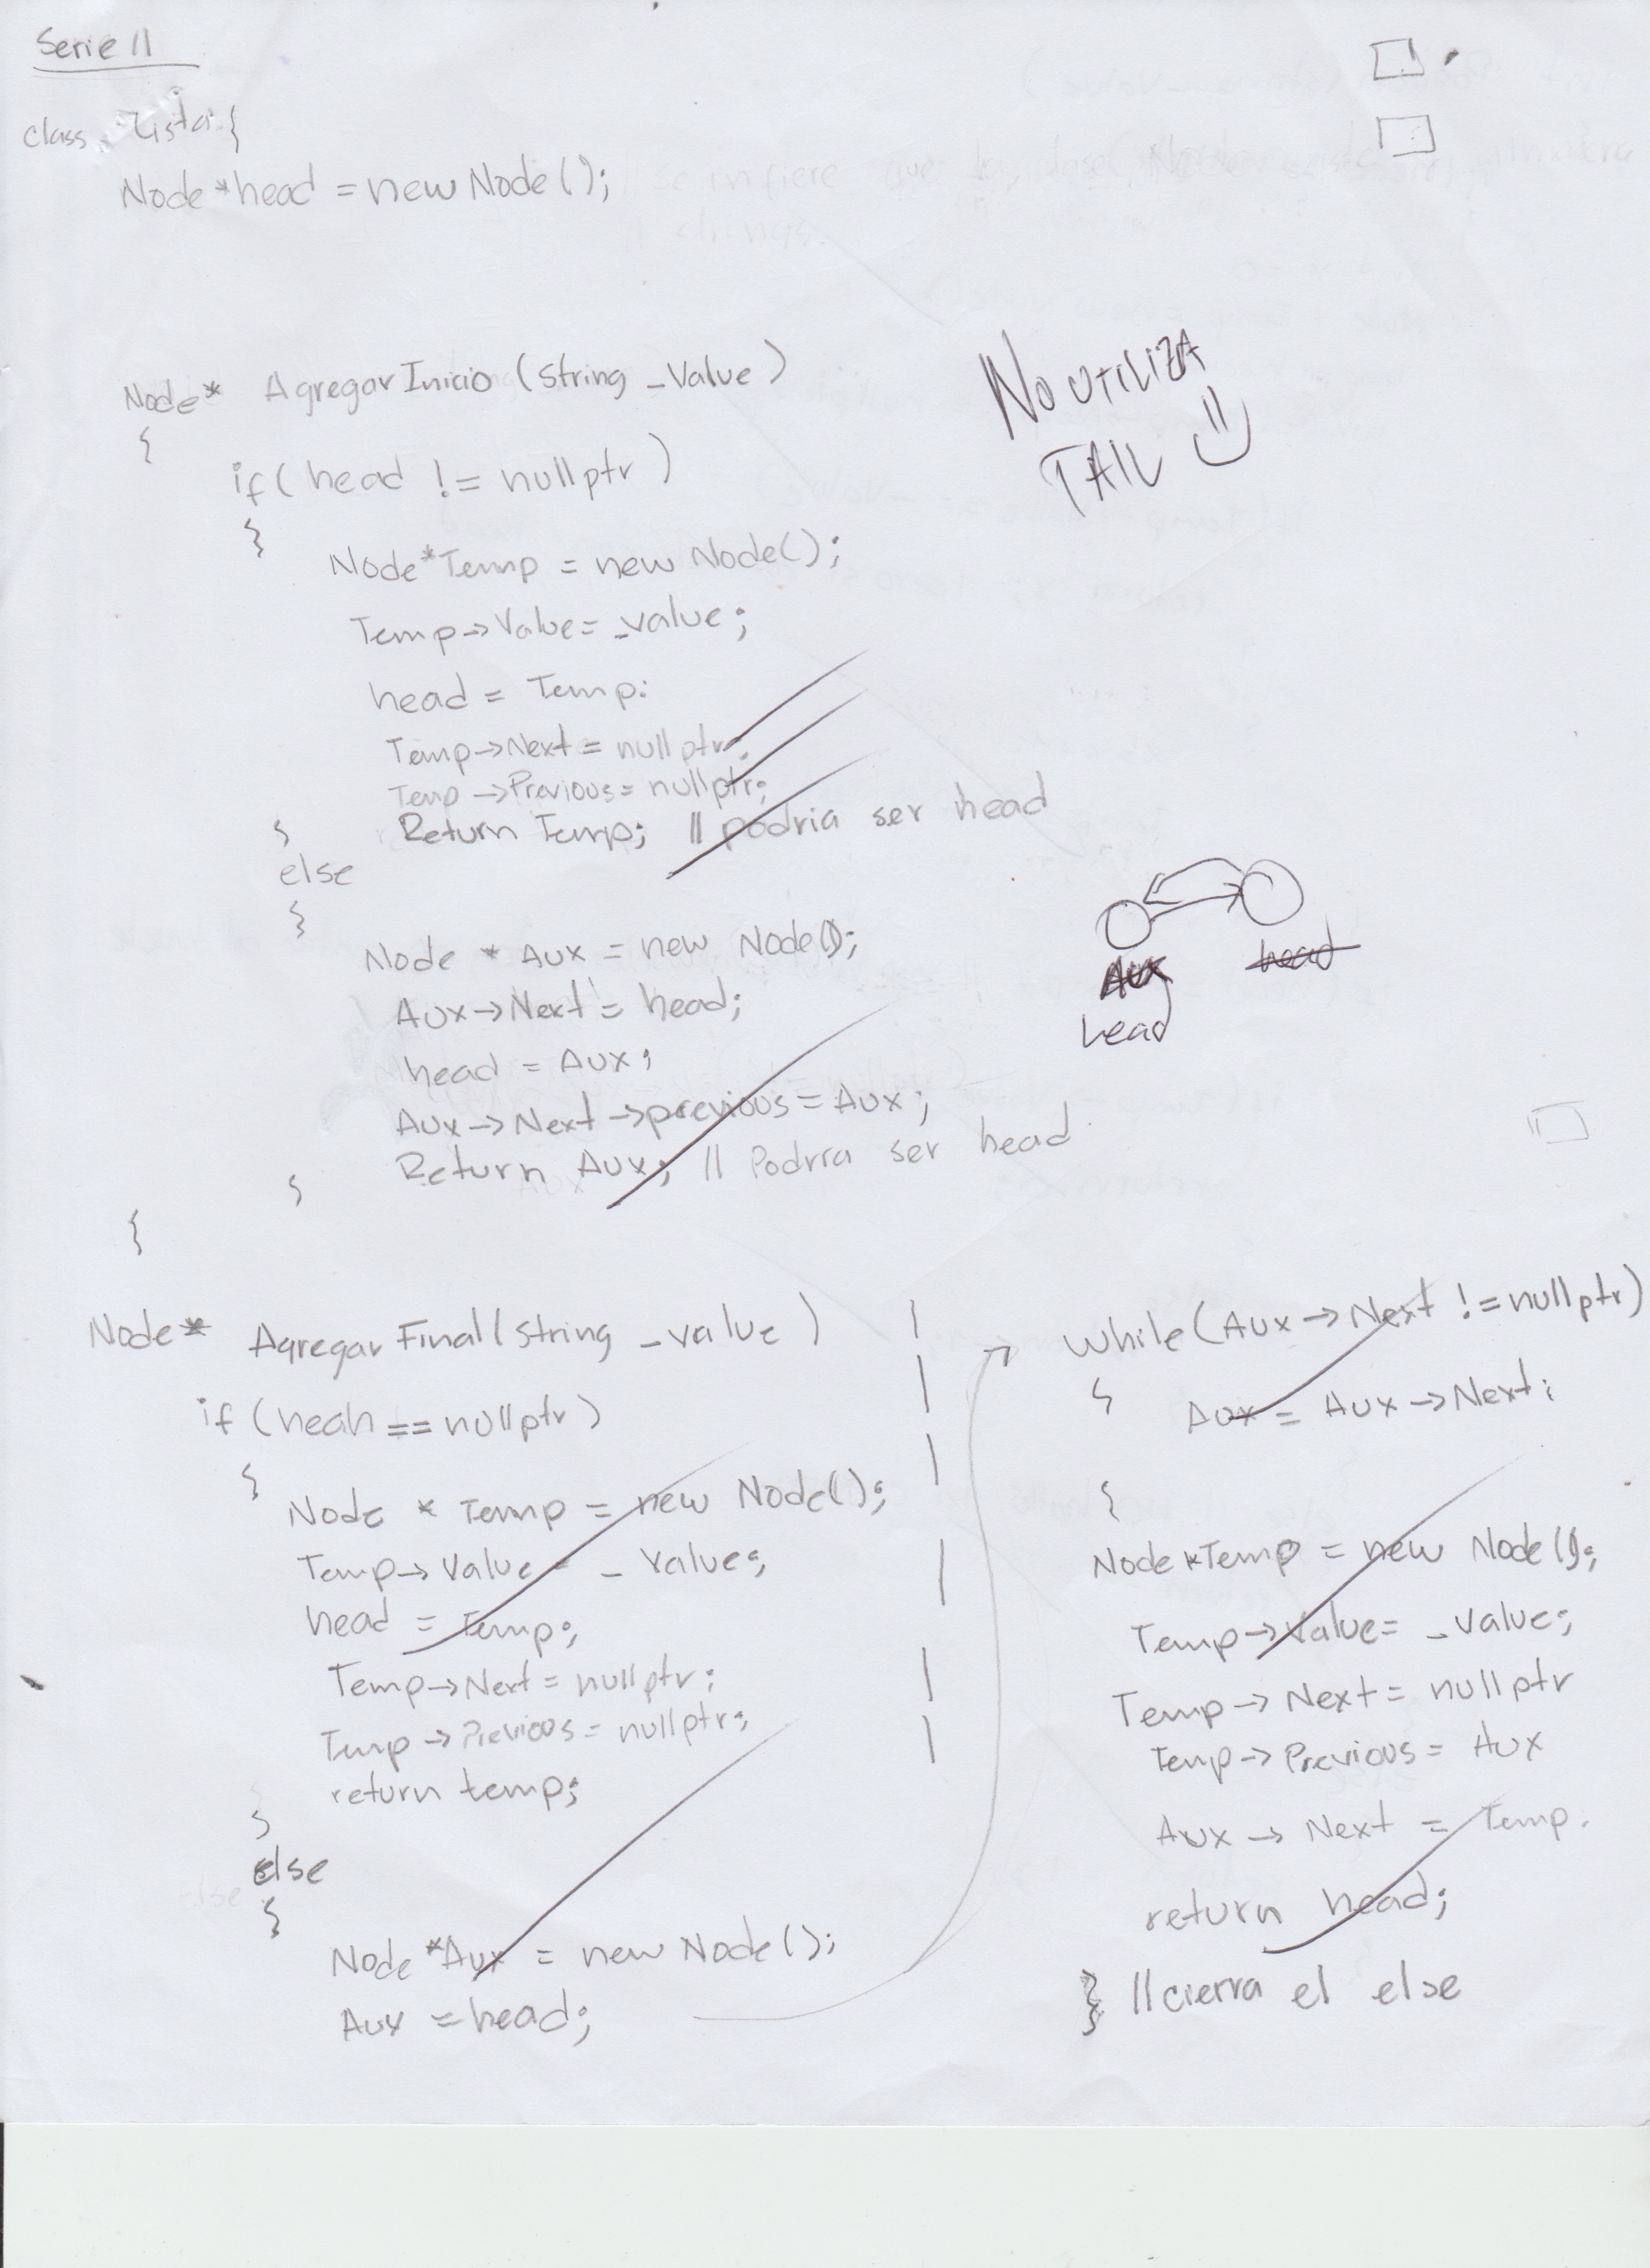 Serie II
class Lista {
Node *head = new Node();
Node* AgregarInicio (string _Value)
{
if( head != nullptr )
{
Node*Temp = new Node();
Temp->Value= _value;
head = Temp;
Temp->Next = nullptr;
Temp->Previous = nullptr;
} Return Temp; // podria ser head
else
{
Node * Aux = new Node();
Aux->Next = head;
head = Aux;
Aux->Next->previous = Aux;
} Return Aux; // Podria ser head
}
No utiliza
TAIL
Aux head
head
Node* AgregarFinal (string _value )
if (heah == nullptr)
{
Node * Temp = new Node();
Temp-> Value = _ value;
head = Temp;
Temp->Next = nullptr;
Temp->Previous = nullptr;
return temp;
}
else
{
Node *Aux = new Node();
Aux = head;
while (Aux -> Next != nullptr)
{
Aux = Aux ->Next;
}
Node *Temp = new Node();
Temp->Value= _value;
Temp-> Next = nullptr
Temp-> Previous = Aux
Aux -> Next = Temp.
return head;
} //cierra el else